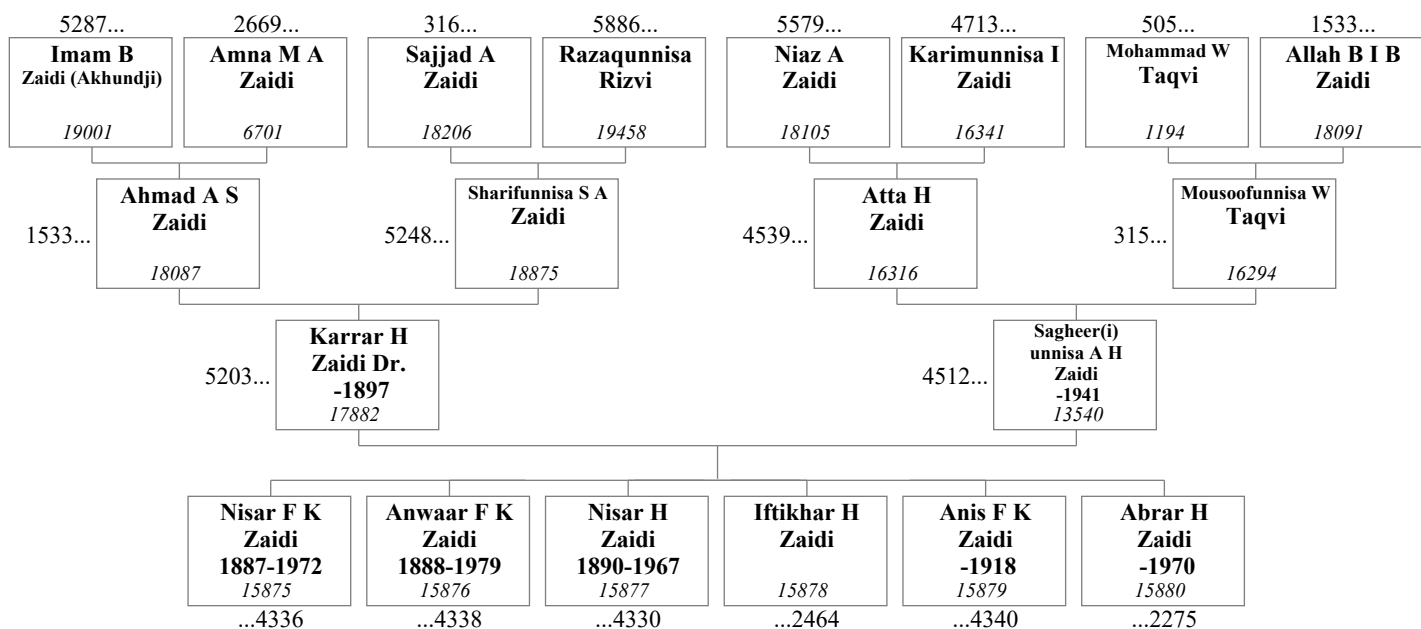 5287...
Imam B
Zaidi (Akhundji)
19001
2669...
Amna M A
Zaidi
6701
316...
Sajjad A
Zaidi
18206
5886...
Razaqunnisa
Rizvi
19458
5579...
Niaz A
Zaidi
18105
4713...
Karimunnisa I
Zaidi
16341
505...
Mohammad W
Taqvi
1194
1533...
Allah B I B
Zaidi
18091
1533...
Ahmad A S
Zaidi
18087
5248...
Sharifunnisa S A
Zaidi
18875
4539...
Atta H
Zaidi
16316
315...
Mousoofunnisa W
Taqvi
16294
5203...
Karrar H
Zaidi Dr.
-1897
17882
4512...
Sagheer(i)
unnisa A H
Zaidi
-1941
13540
Nisar F K
Zaidi
1887-1972
15875
...4336
Anwaar F K
Zaidi
1888-1979
15876
...4338
Nisar H
Zaidi
1890-1967
15877
...4330
Iftikhar H
Zaidi
15878
...2464
Anis F K
Zaidi
-1918
15879
...4340
Abrar H
Zaidi
-1970
15880
...2275